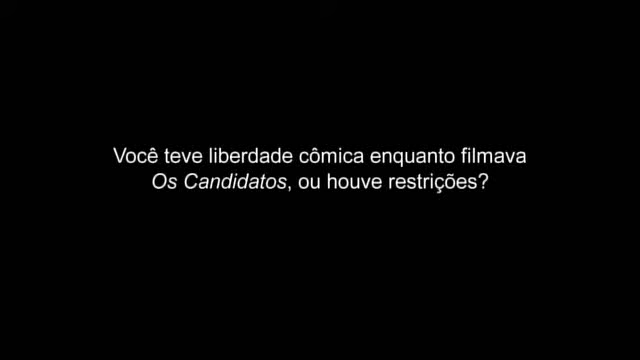 Você teve liberdade cômica enquanto filmava
Os Candidatos, ou houve restrições?